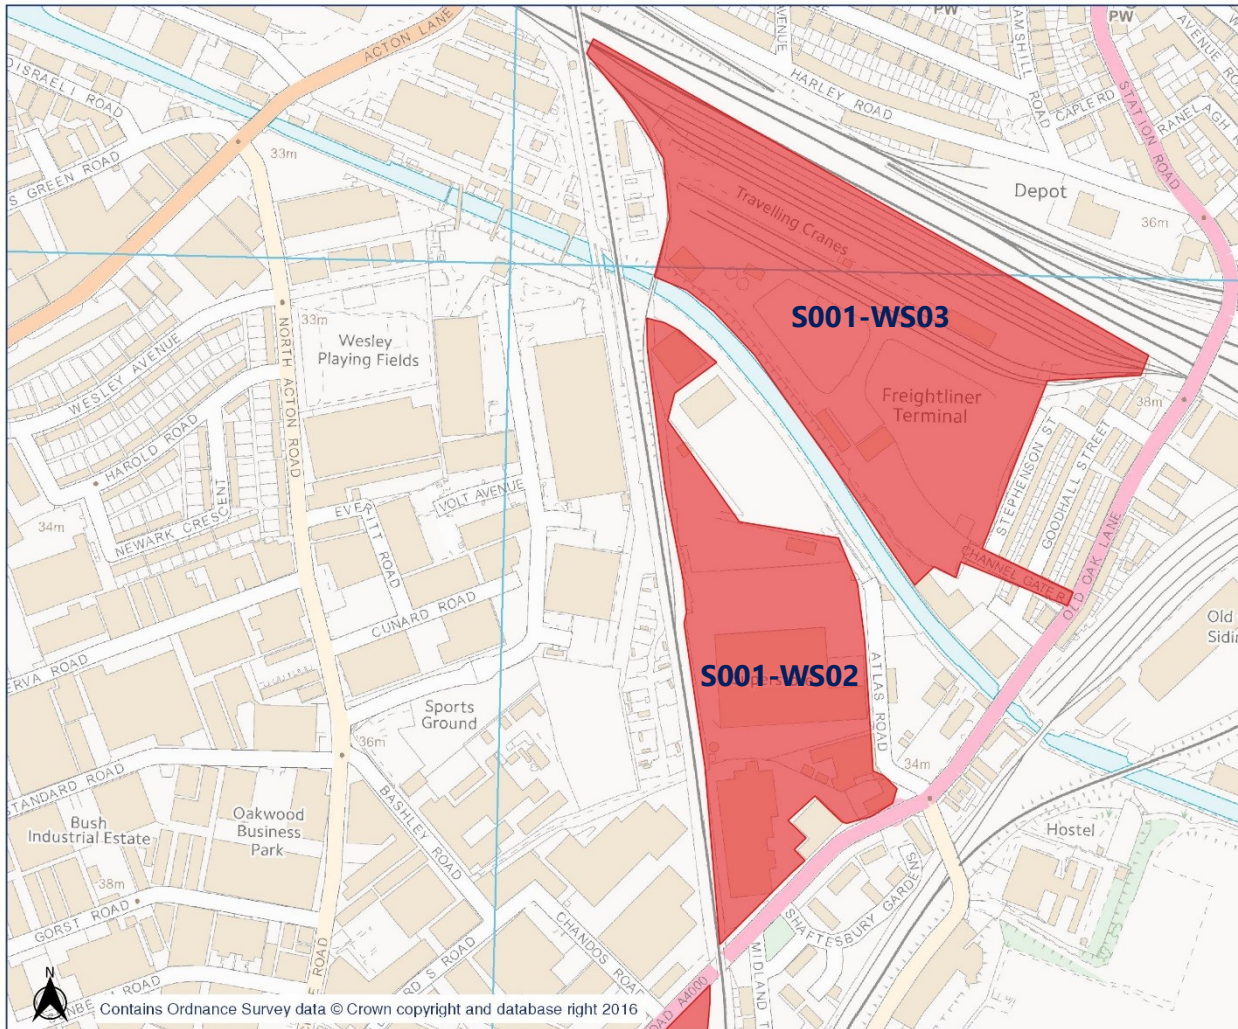 PW
PW
ACTON LANE
DISRAELI ROAD
33m
HARLEY ROAD
CAPLE RD
STATION ROAD
Depot
36m
Travelling Cranes
S001-WS03
33m
Wesley
Playing Fields
WESLEY AVENUE
NORTH ACTON ROAD
HAROLD ROAD
Freightliner
Terminal
38m
STEPHENSON ST
GOODHALL STREET
NEWARK CRESCENT
34m
VOLT AVENUE
EVERITT ROAD
CUNARD ROAD
CHANNEL GATE R
OLD OAK LANE
Old
S001-WS02
ATLAS ROAD
Sports
Ground
36m
34m
STANDARD ROAD
BASHLEY ROAD
Bush
Industrial Estate
Oakwood
Business
Park
Hostel
38m
GORST ROAD
SHAFTESBURY GARDENS
CHANDOS ROAD
MIDLAND T
ROAD A4000
N
Contains Ordnance Survey data © Crown copyright and database right 2016